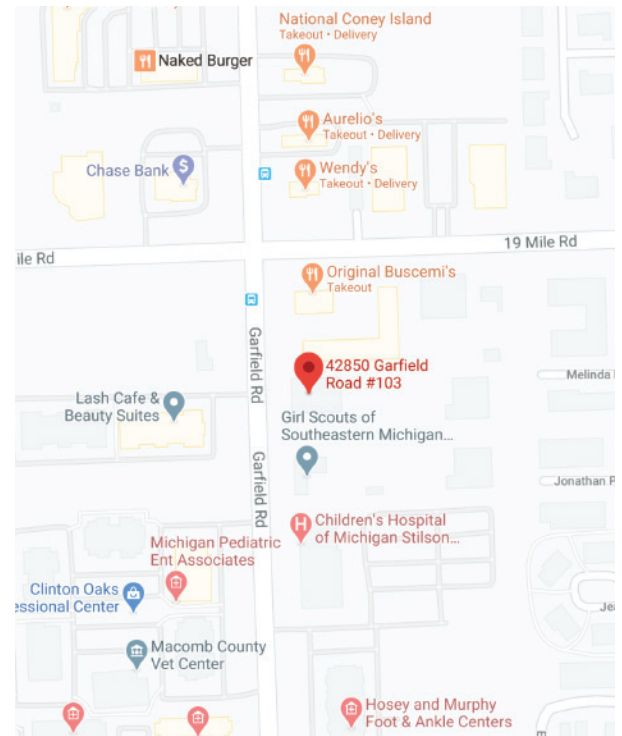 National Coney Island
Takeout • Delivery
Naked Burger
Aurelio's
Takeout • Delivery
Chase Bank
Wendy's
Takeout • Delivery
19 Mile Rd
ile Rd
Original Buscemi's
Takeout
Garfield Rd
42850 Garfield
Road #103
Melinda
Lash Cafe &
Beauty Suites
Girl Scouts of
Southeastern Michigan...
Garfield Rd
Jonathan P
Children's Hospital
of Michigan Stilson...
Michigan Pediatric
Ent Associates
Clinton Oaks
essional Center
Jea
Macomb County
Vet Center
Hosey and Murphy
Foot & Ankle Centers